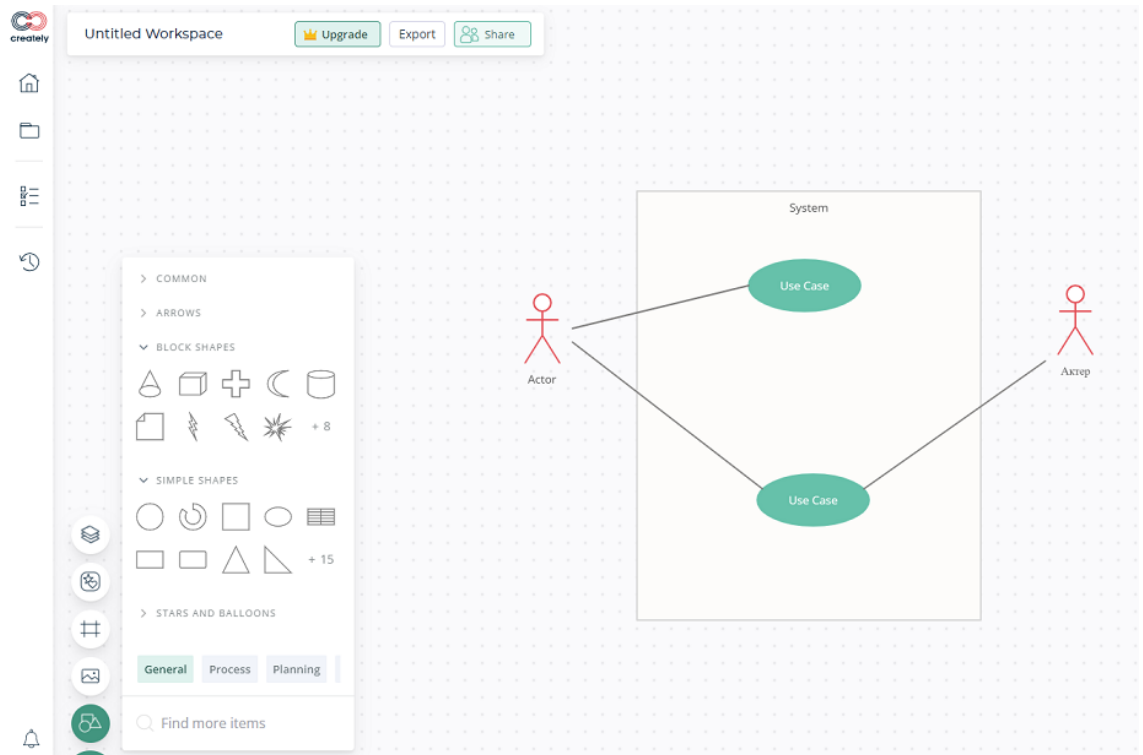 creately
Untitled Workspace
Upgrade
Export
Share
COMMON
ARROWS
BLOCK SHAPES
+ 8
SIMPLE SHAPES
+ 15
STARS AND BALLOONS
General
Process
Planning
Find more items
System
Use Case
Actor
Актер
Use Case